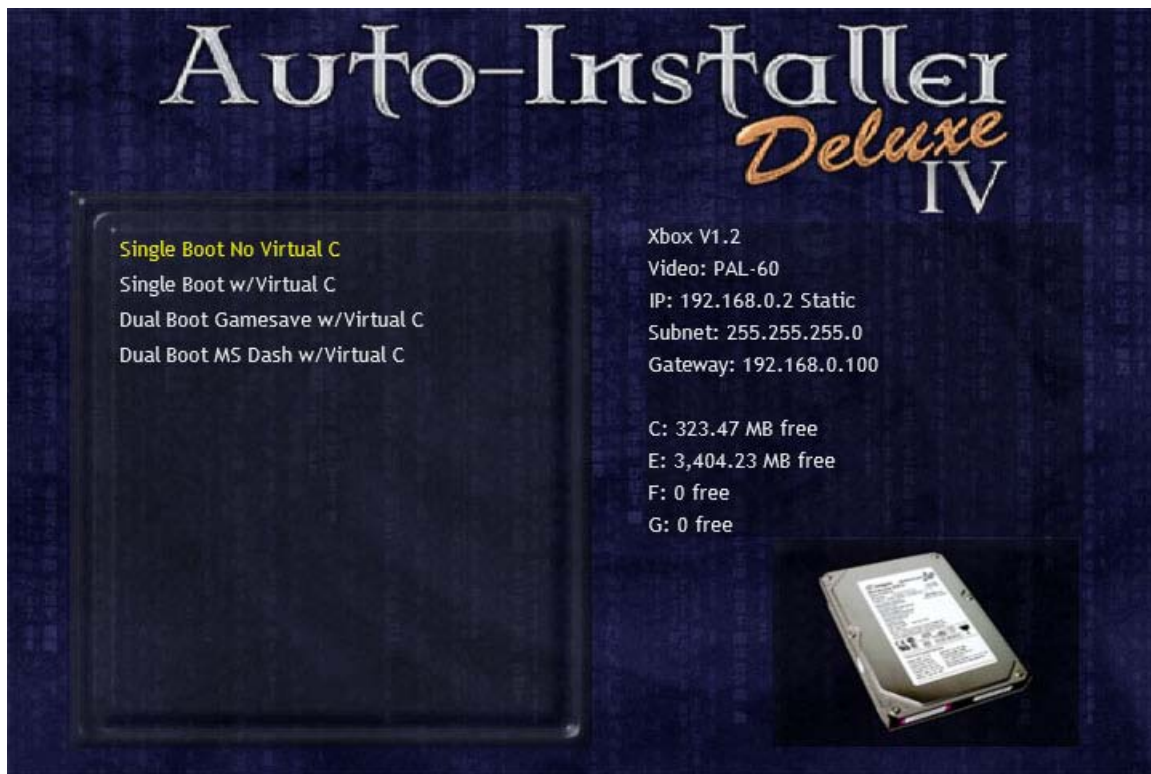 Auto-Installer
Deluxe
IV
Single Boot No Virtual C
Single Boot w/Virtual C
Dual Boot Gamesave w/Virtual C
Dual Boot MS Dash w/Virtual C
Xbox V1.2
Video: PAL-60
IP: 192.168.0.2 Static
Subnet: 255.255.255.0
Gateway: 192.168.0.100
C: 323.47 MB free
E: 3,404.23 MB free
F: 0 free
G: 0 free